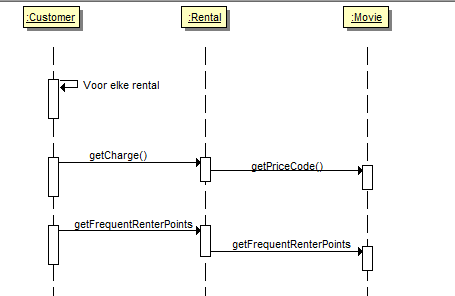 :Customer
:Rental
:Movie
Voor elke rental
getCharge()
getPriceCode()
getFrequentRenterPoints
getFrequentRenterPoints